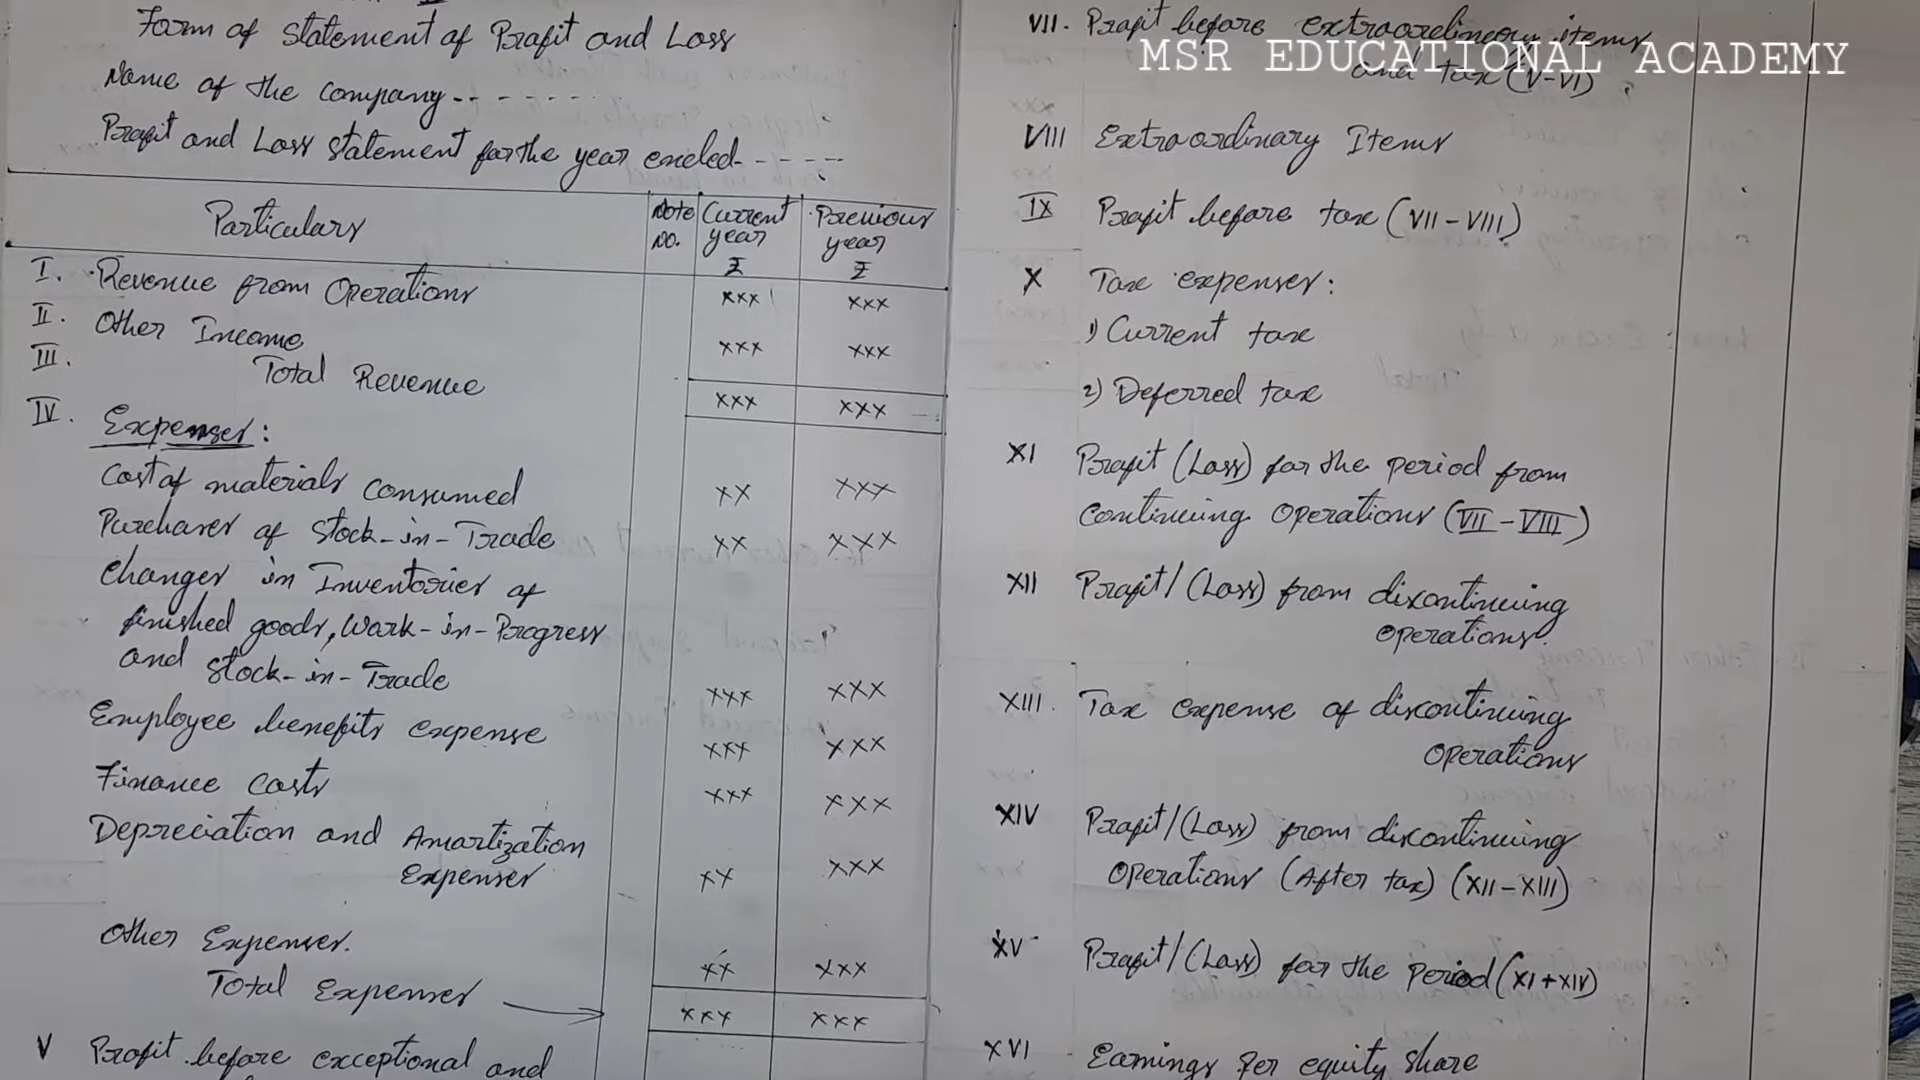 Form of Statement of Profit and Loss
Name of the Company - - - - - - -
Profit and Loss Statement for the year ended - - - - -
Particulars
Note No.
Current year ₹
Previous year ₹
I. Revenue from Operations xxx xxx
II. Other Income xxx xxx
III. Total Revenue xxx xxx
IV. Expenses:
Cost of materials consumed xx xxx
Purchases of Stock-in-Trade xx xxx
Changes in Inventories of
finished goods, Work-in-Progress
and Stock-in-Trade xxx xxx
Employee benefits expense xxx xxx
Finance Costs xxx xxx
Depreciation and Amortization
Expenses xx xxx
Other Expenses. xx xxx
Total Expenses xxx xxx
V Profit before exceptional and
VII. Profit before extraordinary items
and tax (V-VI)
MSR EDUCATIONAL ACADEMY
VIII Extraordinary Items
IX Profit before tax (VII - VIII)
X Tax expenses:
1) Current tax
2) Deferred tax
XI Profit (Loss) for the period from
Continuing Operations (VII - VIII)
XII Profit/(Loss) from discontinuing
operations.
XIII. Tax expense of discontinuing
Operations
XIV Profit/(Loss) from discontinuing
Operations (After tax) (XII - XIII)
XV Profit/(Loss) for the period (XI + XIV)
XVI Earnings per equity share